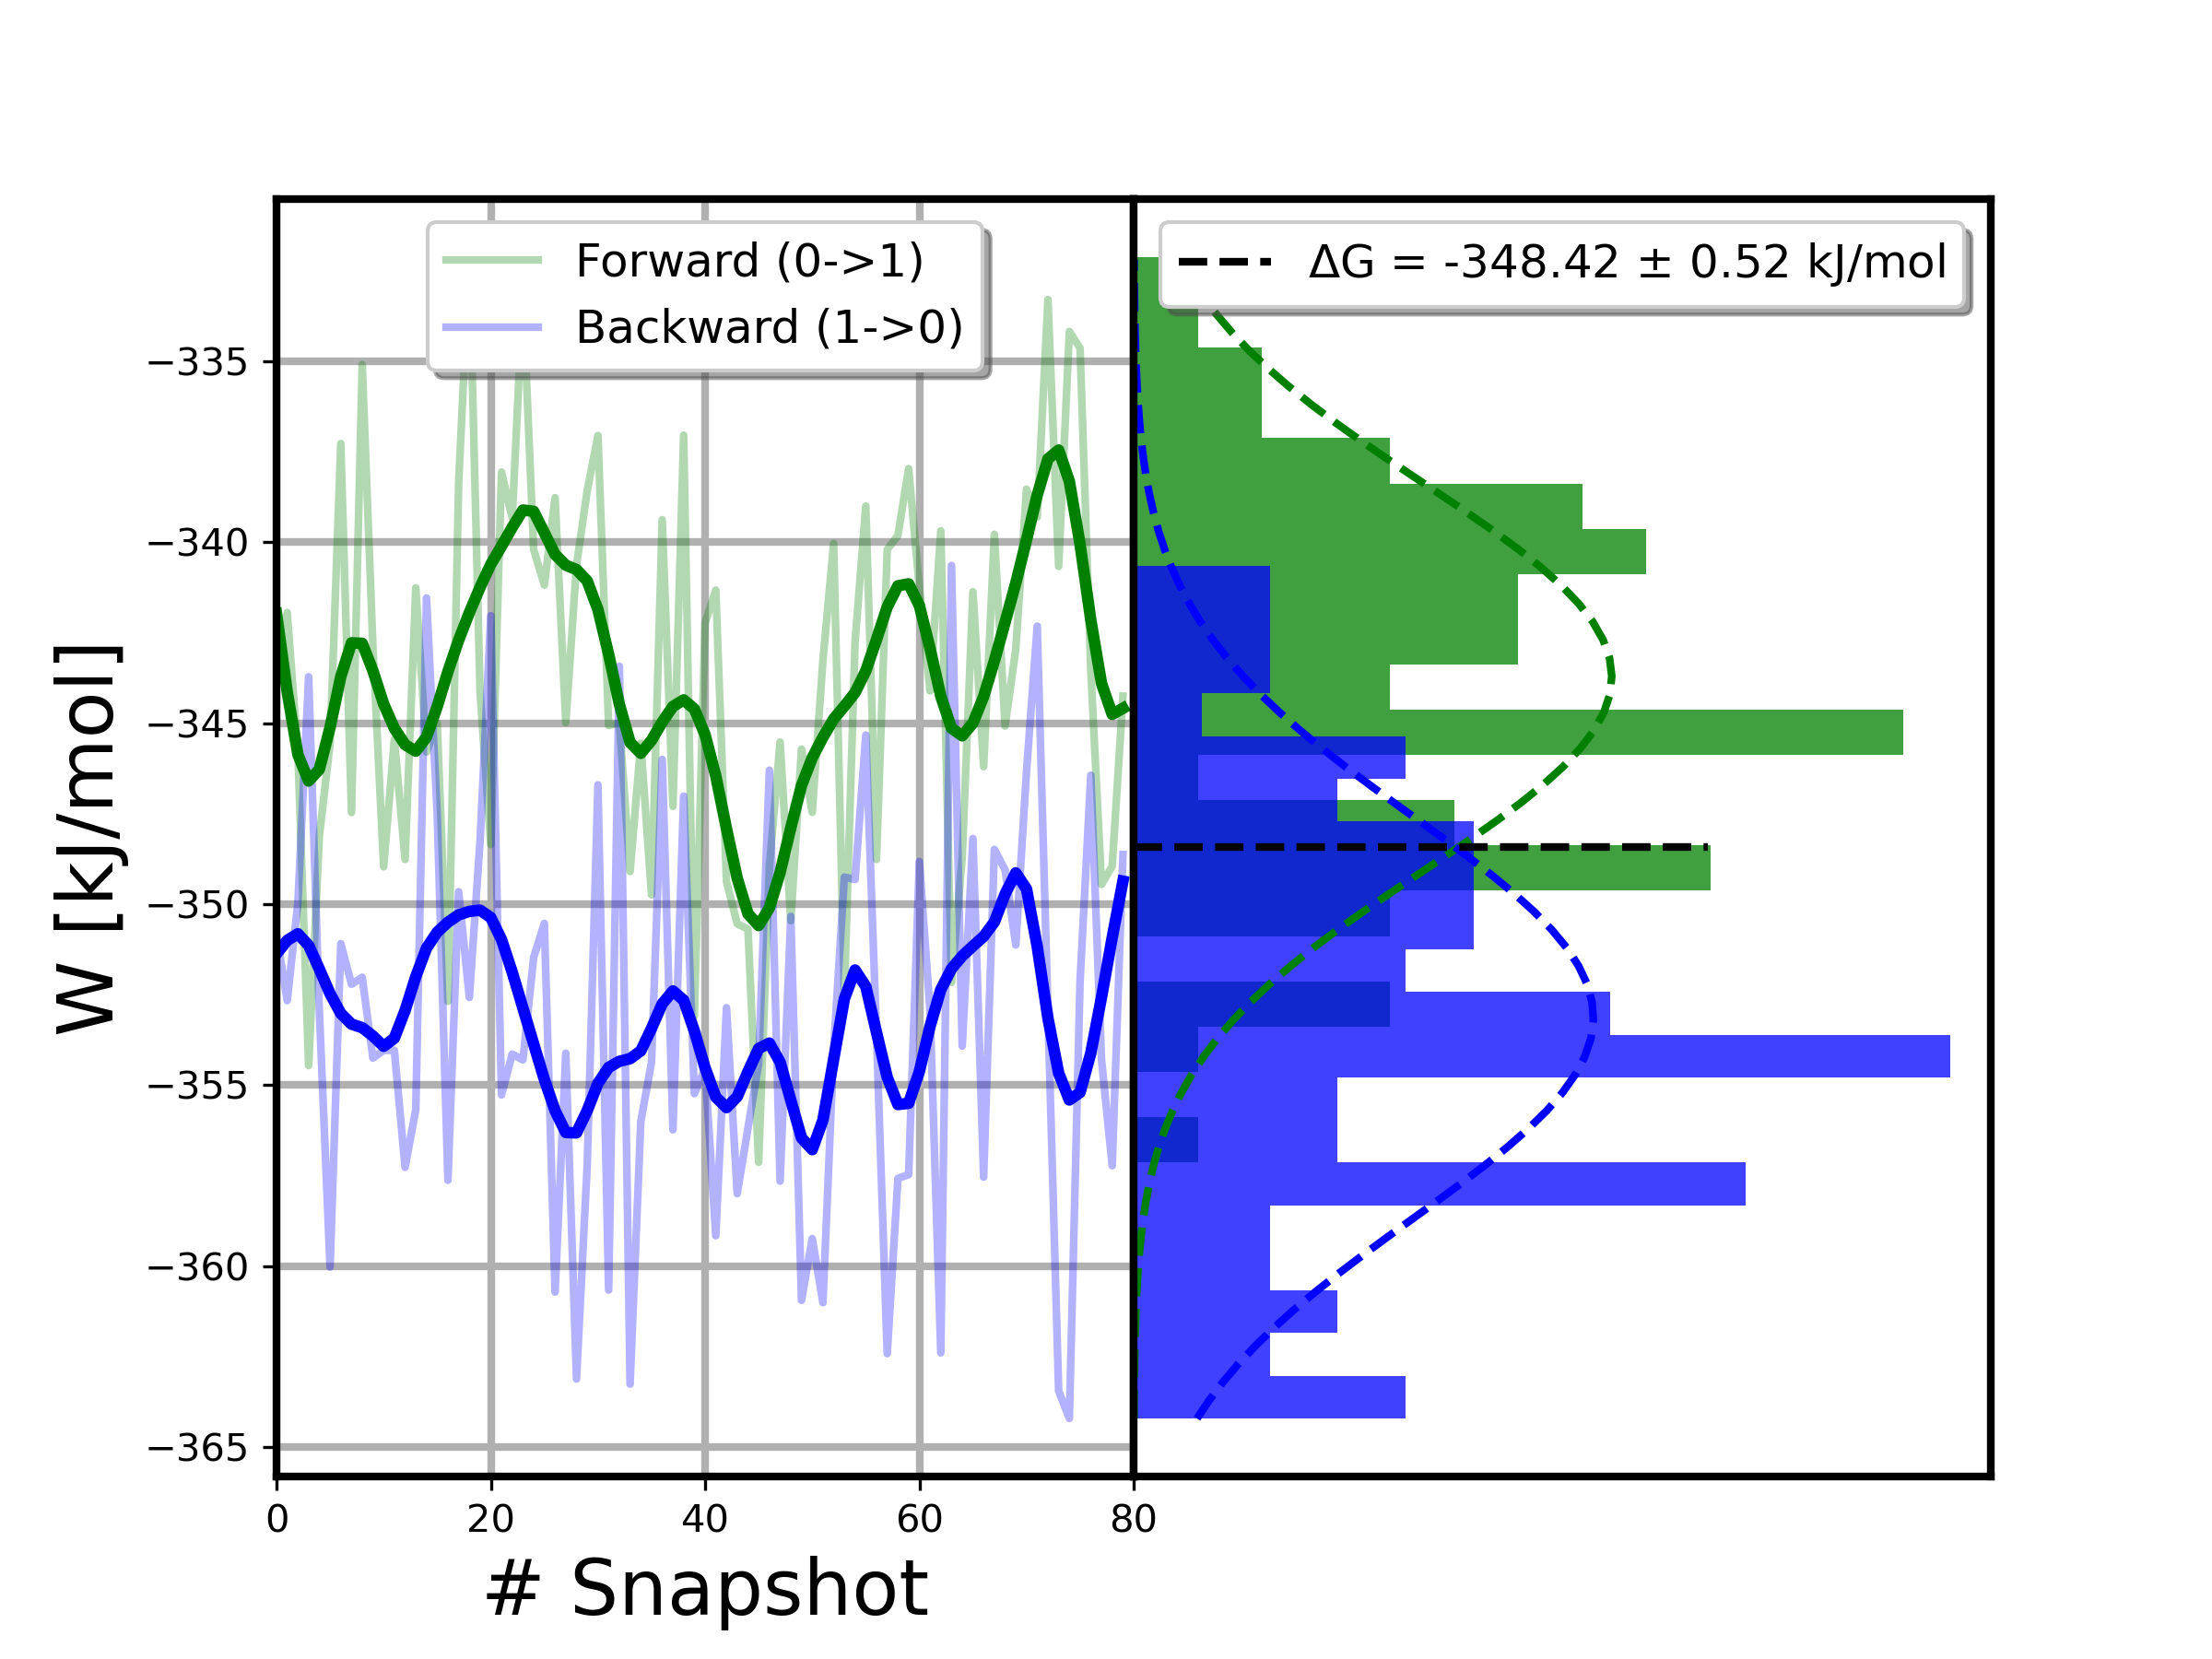 Forward (0->1)
Backward (1->0)
ΔG = -348.42 ± 0.52 kJ/mol
W [kJ/mol]
−335
−340
−345
−350
−355
−360
−365
0 20 40 60 80
# Snapshot